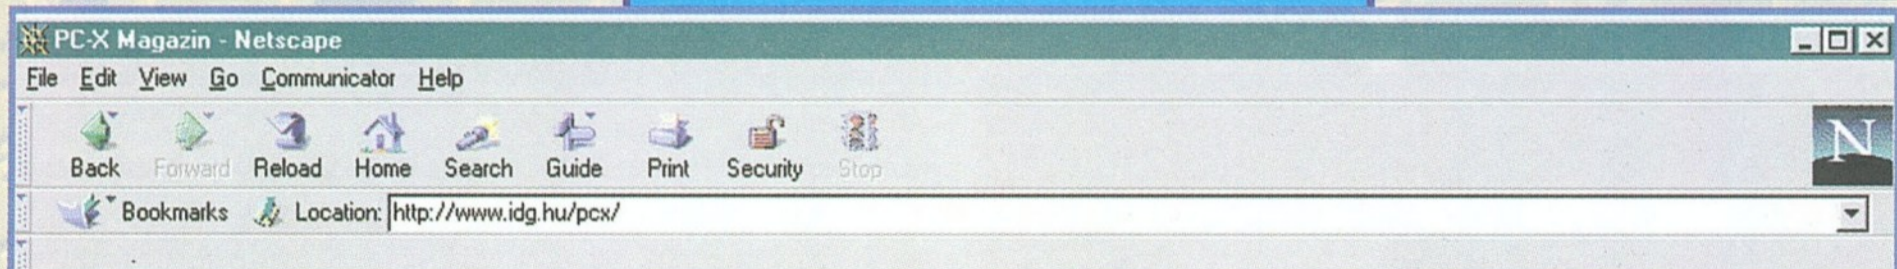 PC-X Magazin - Netscape
File Edit View Go Communicator Help
Back Forward Reload Home Search Guide Print Security Stop
Bookmarks Location: http://www.idg.hu/pcx/
N